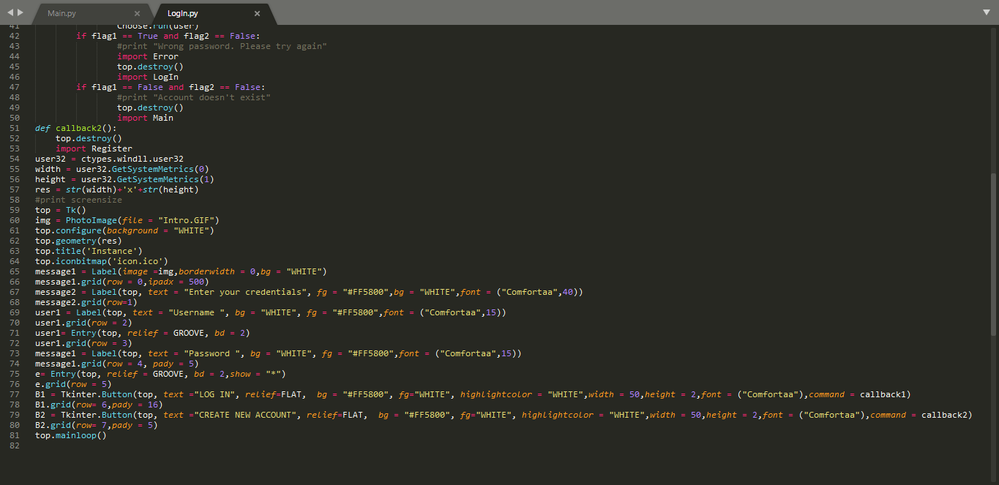 Main.py × LogIn.py ×
41 Choose.run(user)
42 if flag1 == True and flag2 == False:
43 #print "Wrong password. Please try again"
44 import Error
45 top.destroy()
46 import LogIn
47 if flag1 == False and flag2 == False:
48 #print "Account doesn't exist"
49 top.destroy()
50 import Main
51 def callback2():
52 top.destroy()
53 import Register
54 user32 = ctypes.windll.user32
55 width = user32.GetSystemMetrics(0)
56 height = user32.GetSystemMetrics(1)
57 res = str(width)+'x'+str(height)
58 #print screensize
59 top = Tk()
60 img = PhotoImage(file = "Intro.GIF")
61 top.configure(background = "WHITE")
62 top.geometry(res)
63 top.title('Instance')
64 top.iconbitmap('icon.ico')
65 message1 = Label(image =img,borderwidth = 0,bg = "WHITE")
66 message1.grid(row = 0,ipadx = 500)
67 message2 = Label(top, text = "Enter your credentials", fg = "#FF5800",bg = "WHITE",font = ("Comfortaa",40))
68 message2.grid(row=1)
69 user1 = Label(top, text = "Username ", bg = "WHITE", fg = "#FF5800",font = ("Comfortaa",15))
70 user1.grid(row = 2)
71 user1= Entry(top, relief = GROOVE, bd = 2)
72 user1.grid(row = 3)
73 message1 = Label(top, text = "Password ", bg = "WHITE", fg = "#FF5800",font = ("Comfortaa",15))
74 message1.grid(row = 4, pady = 5)
75 e= Entry(top, relief = GROOVE, bd = 2,show = "*")
76 e.grid(row = 5)
77 B1 = Tkinter.Button(top, text ="LOG IN", relief=FLAT,  bg = "#FF5800", fg="WHITE", highlightcolor = "WHITE",width = 50,height = 2,font = ("Comfortaa"),command = callback1)
78 B1.grid(row= 6,pady = 16)
79 B2 = Tkinter.Button(top, text ="CREATE NEW ACCOUNT", relief=FLAT,  bg = "#FF5800", fg="WHITE", highlightcolor = "WHITE",width = 50,height = 2,font = ("Comfortaa"),command = callback2)
80 B2.grid(row= 7,pady = 5)
81 top.mainloop()
82